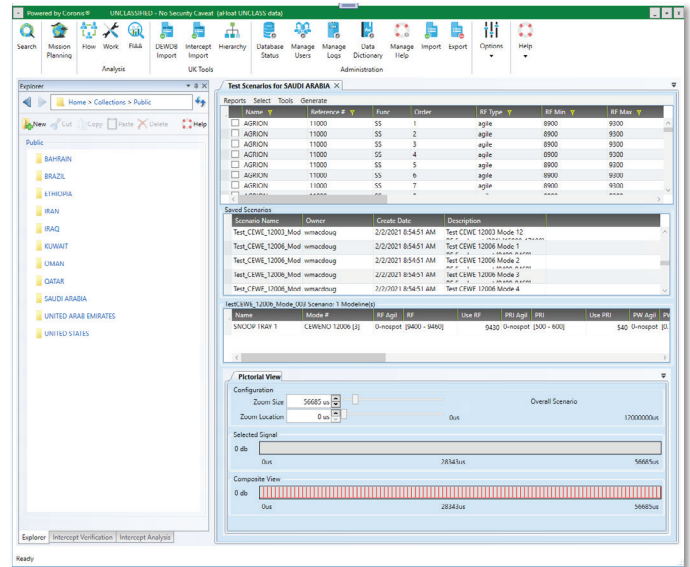 Powered by Coronis® UNCLASSIFIED - No Security Caveat (aFloat UNCLASS data)
Search Mission Planning Flow Work EIAA DEWDB Import Intercept Import Hierarchy Database Status Manage Users Manage Logs Data Dictionary Manage Help Import Export Options Help
Analysis UK Tools Administration
Explorer
Home > Collections > Public
New Cut Copy Paste Delete Help
Public
BAHRAIN
BRAZIL
ETHIOPIA
IRAN
IRAQ
KUWAIT
OMAN
QATAR
SAUDI ARABIA
UNITED ARAB EMIRATES
UNITED STATES
Explorer Intercept Verification Intercept Analysis
Ready
Test Scenarios for SAUDI ARABIA
Reports Select Tools Generate
Name Reference # Func Order RF Type RF Min RF Max
AGRION 11000 SS 1 agile 8900 9300
AGRION 11000 SS 2 agile 8900 9300
AGRION 11000 SS 3 agile 8900 9300
AGRION 11000 SS 4 agile 8900 9300
AGRION 11000 SS 5 agile 8900 9300
AGRION 11000 SS 6 agile 8900 9300
AGRION 11000 SS 7 agile 8900 9300
Saved Scenarios
Scenario Name Owner Create Date Description
Test_CEWE_12003_Mod wmacdoug 2/2/2021 8:54:51 AM Test CEWE 12003 Mode 12
Test_CEWE_12006_Mod wmacdoug 2/2/2021 8:54:51 AM Test CEWE 12006 Mode 1
Test_CEWE_12006_Mod wmacdoug 2/2/2021 8:54:51 AM Test CEWE 12006 Mode 2
Test_CEWE_12006_Mod wmacdoug 2/2/2021 8:54:51 AM Test CEWE 12006 Mode 3
Test_CEWE_12006_Mod wmacdoug 2/2/2021 8:54:51 AM Test CEWE 12006 Mode 4
TestCEWE_12006_Mode_003 Scenario: 1 Modeline(s)
Name Mode # RF Agil RF Use RF PRI Agil PRI Use PRI PW Agil
SNOOP TRAY 1 CEWENO 12006 [3] 0-nospot [9400 - 9460] 9430 0-nospot [500 - 600] 540 0-nospot
Pictorial View
Configuration
Zoom Size 56685 us Overall Scenario
Zoom Location 0 us 0us 12000000us
Selected Signal
0 db
0us 28343us 56685us
Composite View
0 db
0us 28343us 56685us